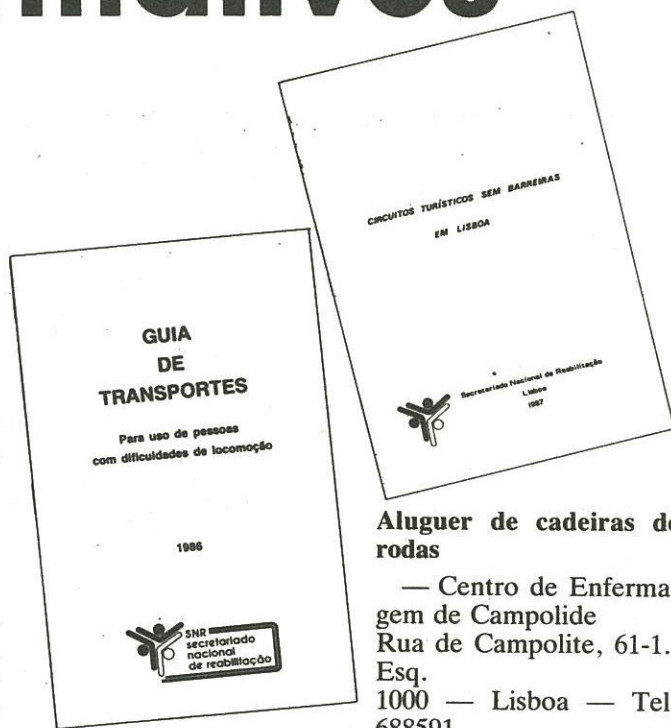 CIRCUITOS TURÍSTICOS SEM BARREIRAS
EM LISBOA
Secretariado Nacional de Reabilitação
Lisboa
1987
GUIA
DE
TRANSPORTES
Para uso de pessoas
com dificuldades de locomoção
1986
SNR
secretariado
nacional
de reabilitação
Aluguer de cadeiras de
rodas
— Centro de Enferma
gem de Campolide
Rua de Campolite, 61-1.
Esq.
1000 — Lisboa — Tel
688591